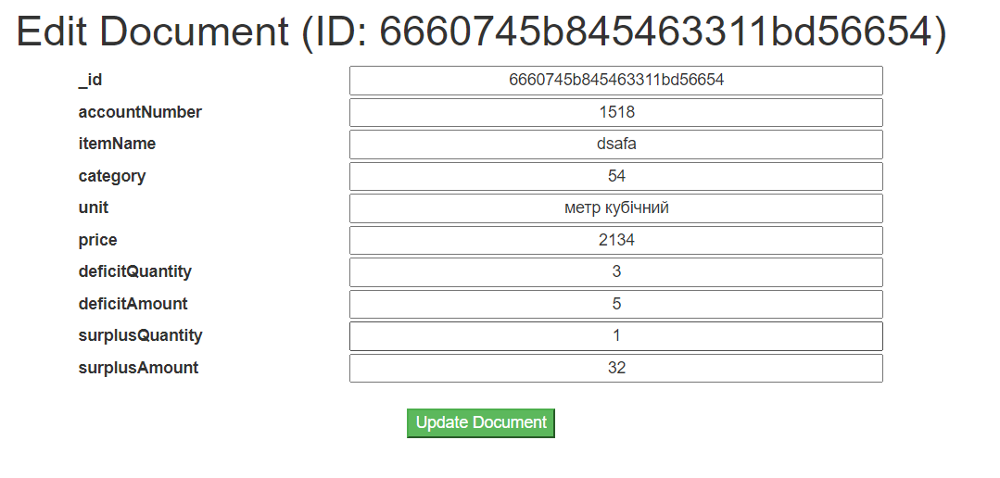 Edit Document (ID: 6660745b845463311bd56654)
_id 6660745b845463311bd56654
accountNumber 1518
itemName dsafa
category 54
unit метр кубічний
price 2134
deficitQuantity 3
deficitAmount 5
surplusQuantity 1
surplusAmount 32
Update Document